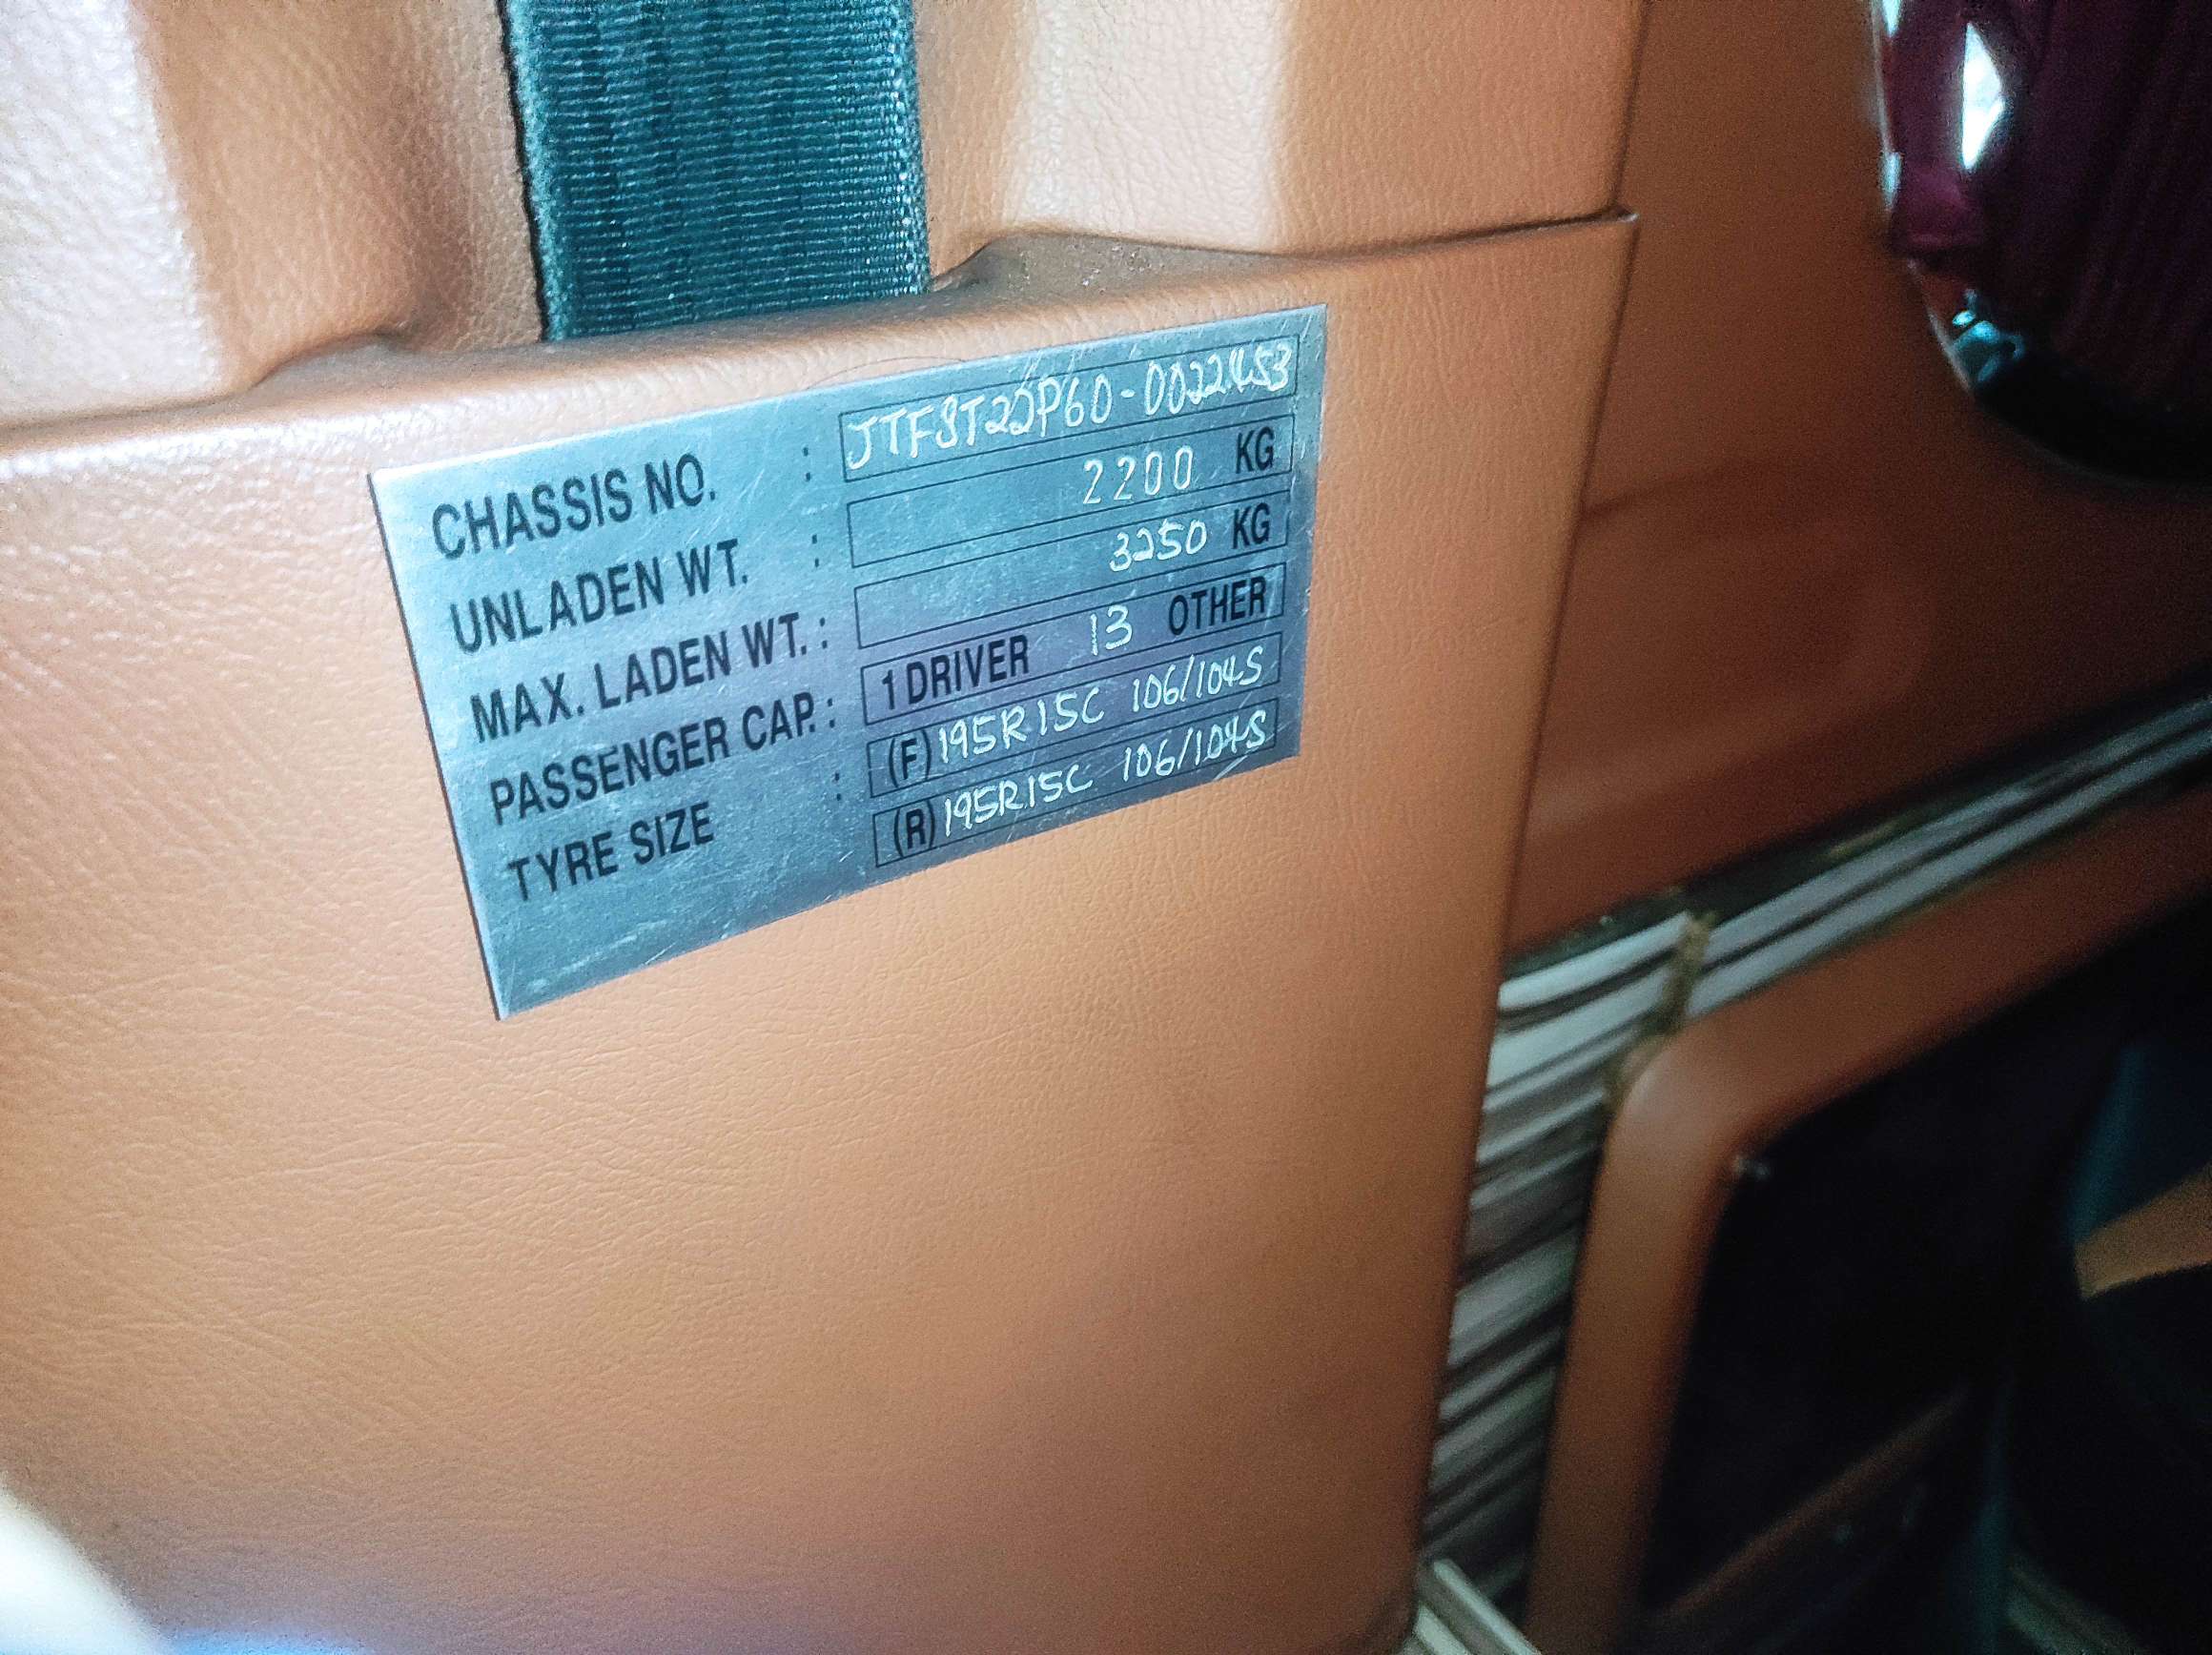 CHASSIS NO. : JTFST22P60-0022453
UNLADEN WT. : 2200 KG
MAX. LADEN WT. : 3250 KG
PASSENGER CAP. : 1 DRIVER 13 OTHER
TYRE SIZE : (F) 195R15C 106/104S
(R) 195R15C 106/104S